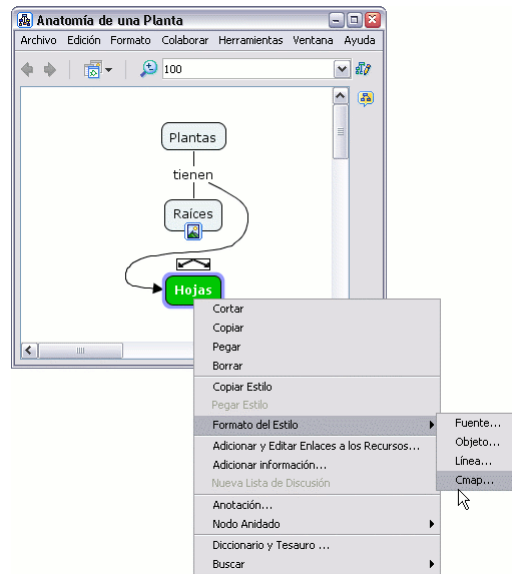 Anatomía de una Planta
Archivo Edición Formato Colaborar Herramientas Ventana Ayuda
100
Plantas
tienen
Raíces
Hojas
Cortar
Copiar
Pegar
Borrar
Copiar Estilo
Pegar Estilo
Formato del Estilo
Fuente...
Objeto...
Línea...
Cmap...
Adicionar y Editar Enlaces a los Recursos...
Adicionar información...
Nueva Lista de Discusión
Anotación...
Nodo Anidado
Diccionario y Tesauro ...
Buscar